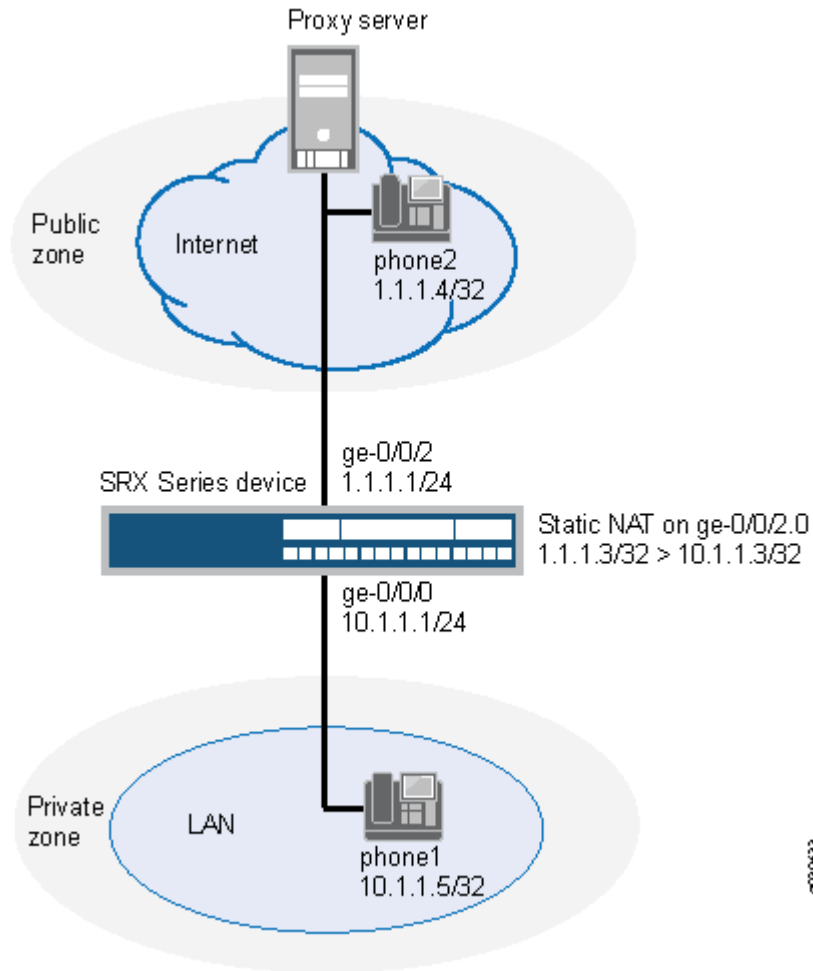 Proxy server
Public
zone
Internet
phone2
1.1.1.4/32
ge-0/0/2
1.1.1.1/24
SRX Series device
Static NAT on ge-0/0/2.0
1.1.1.3/32 > 10.1.1.3/32
ge-0/0/0
10.1.1.1/24
Private
zone
LAN
phone1
10.1.1.5/32